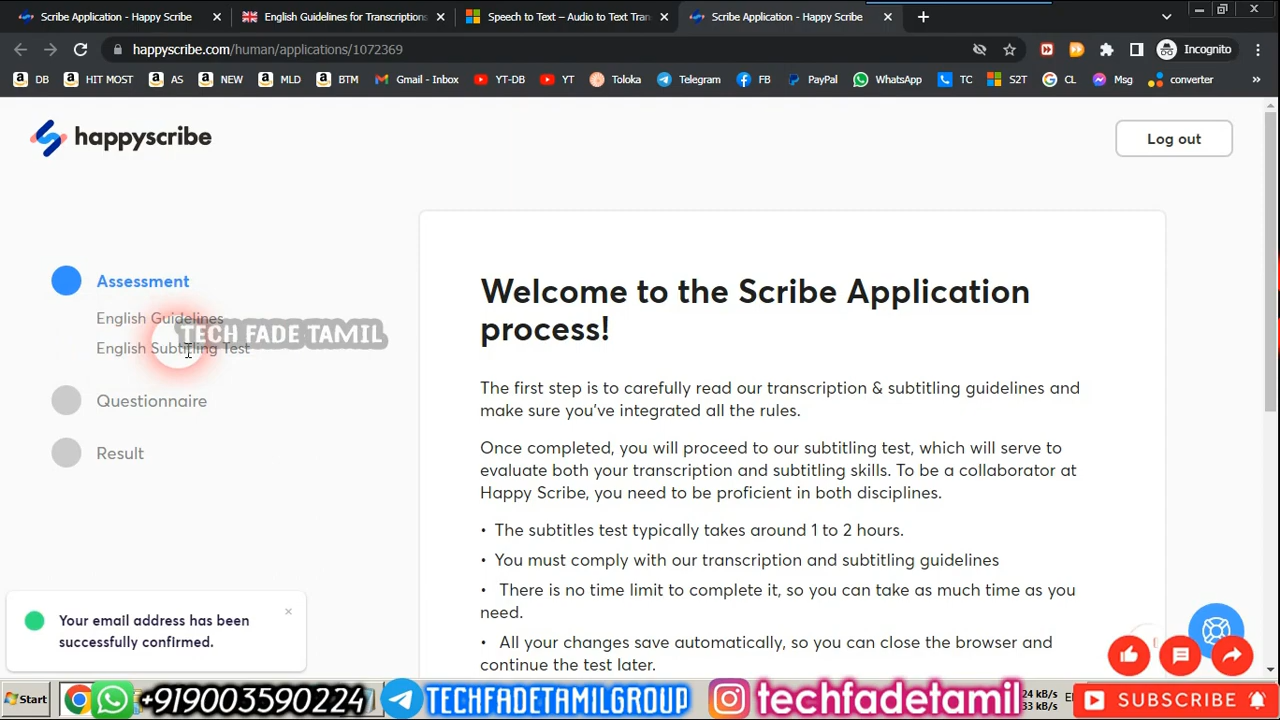 Scribe Application - Happy Scribe
English Guidelines for Transcriptions
Speech to Text – Audio to Text Tran
Scribe Application - Happy Scribe
happyscribe.com/human/applications/1072369
Incognito
DB
HIT MOST
AS
NEW
MLD
BTM
Gmail - Inbox
YT-DB
YT
Toloka
Telegram
FB
PayPal
WhatsApp
TC
S2T
CL
Msg
converter
»
happyscribe
Log out
Assessment
English Guidelines
TECH FADE TAMIL
English Subtitling Test
Questionnaire
Result
Welcome to the Scribe Application
process!
The first step is to carefully read our transcription & subtitling guidelines and
make sure you've integrated all the rules.
Once completed, you will proceed to our subtitling test, which will serve to
evaluate both your transcription and subtitling skills. To be a collaborator at
Happy Scribe, you need to be proficient in both disciplines.
• The subtitles test typically takes around 1 to 2 hours.
• You must comply with our transcription and subtitling guidelines
• There is no time limit to complete it, so you can take as much time as you
need.
• All your changes save automatically, so you can close the browser and
continue the test later.
Your email address has been
successfully confirmed.
Start
+919003590224
TECHFADETAMILGROUP
techfadetamil
24 kB/s
33 kB/s
SUBSCRIBE